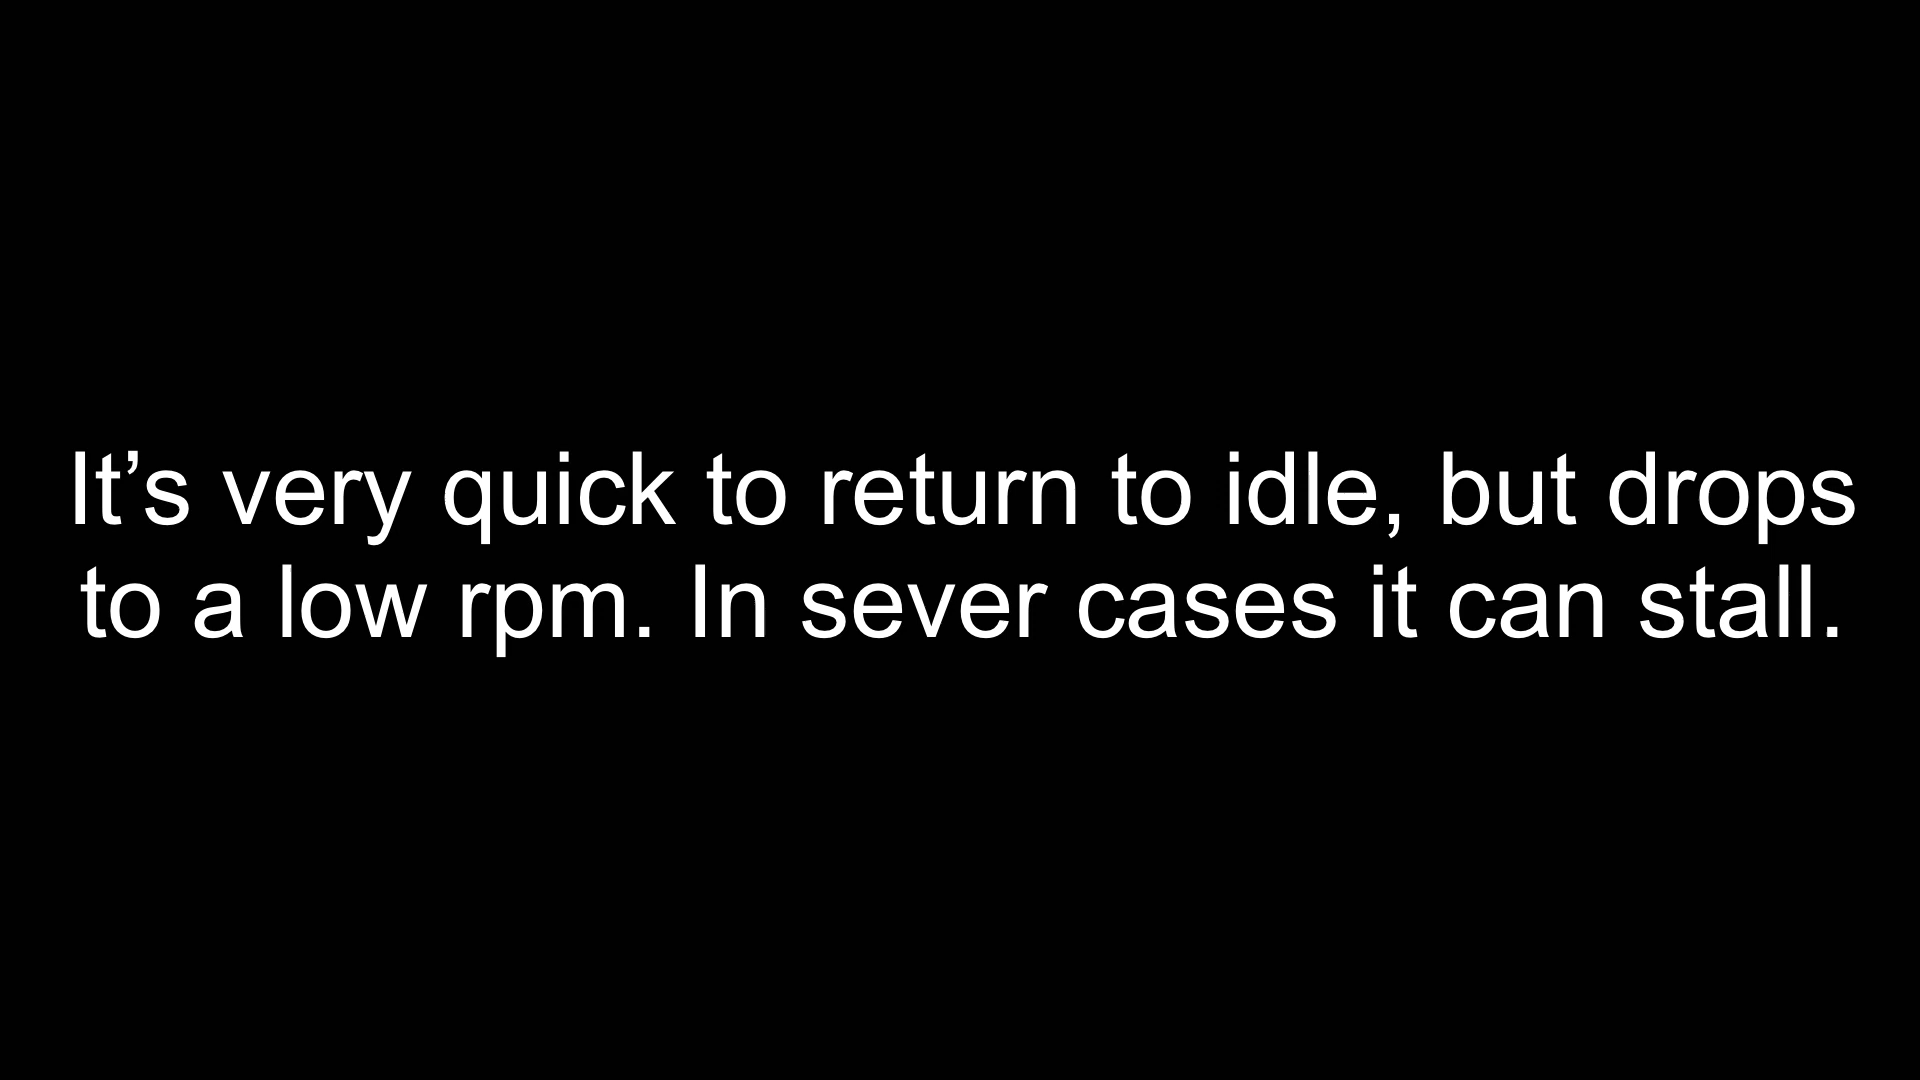 It’s very quick to return to idle, but drops
to a low rpm. In sever cases it can stall.